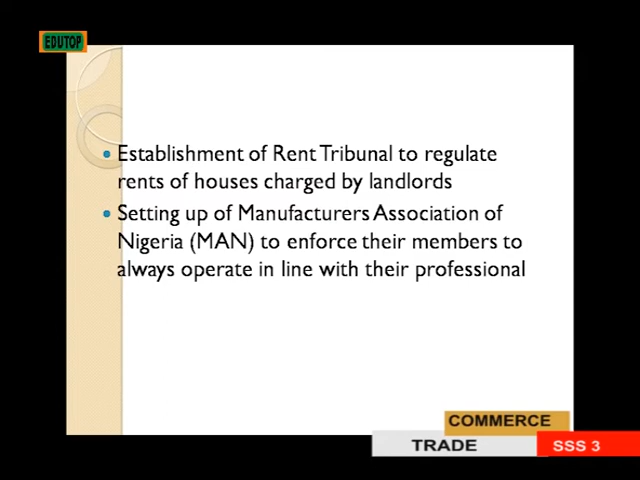 EDUTOP
Establishment of Rent Tribunal to regulate
rents of houses charged by landlords
Setting up of Manufacturers Association of
Nigeria (MAN) to enforce their members to
always operate in line with their professional
COMMERCE
TRADE
SSS 3